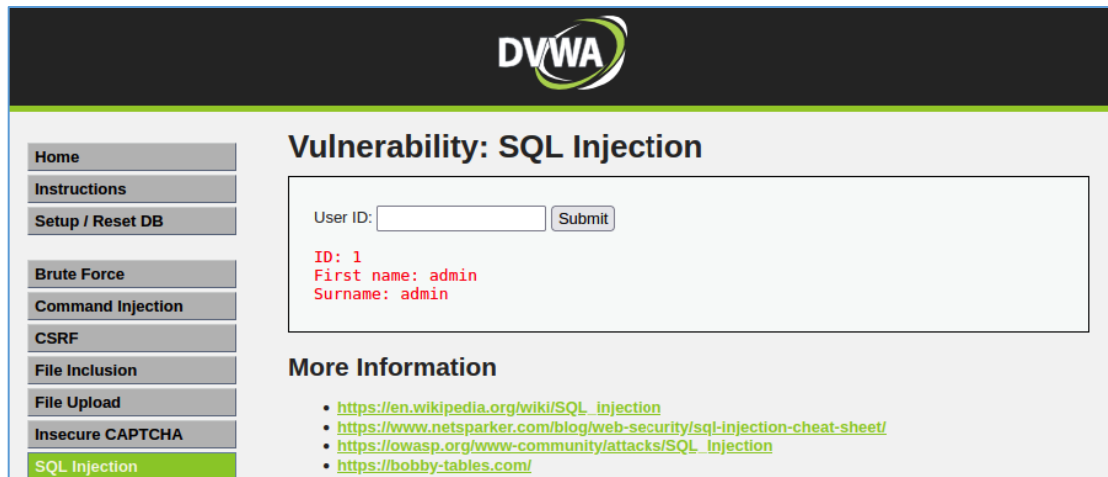 DVWA
Home
Instructions
Setup / Reset DB
Brute Force
Command Injection
CSRF
File Inclusion
File Upload
Insecure CAPTCHA
SQL Injection
Vulnerability: SQL Injection
User ID:
Submit
ID: 1
First name: admin
Surname: admin
More Information
https://en.wikipedia.org/wiki/SQL_injection
https://www.netsparker.com/blog/web-security/sql-injection-cheat-sheet/
https://owasp.org/www-community/attacks/SQL_Injection
https://bobby-tables.com/